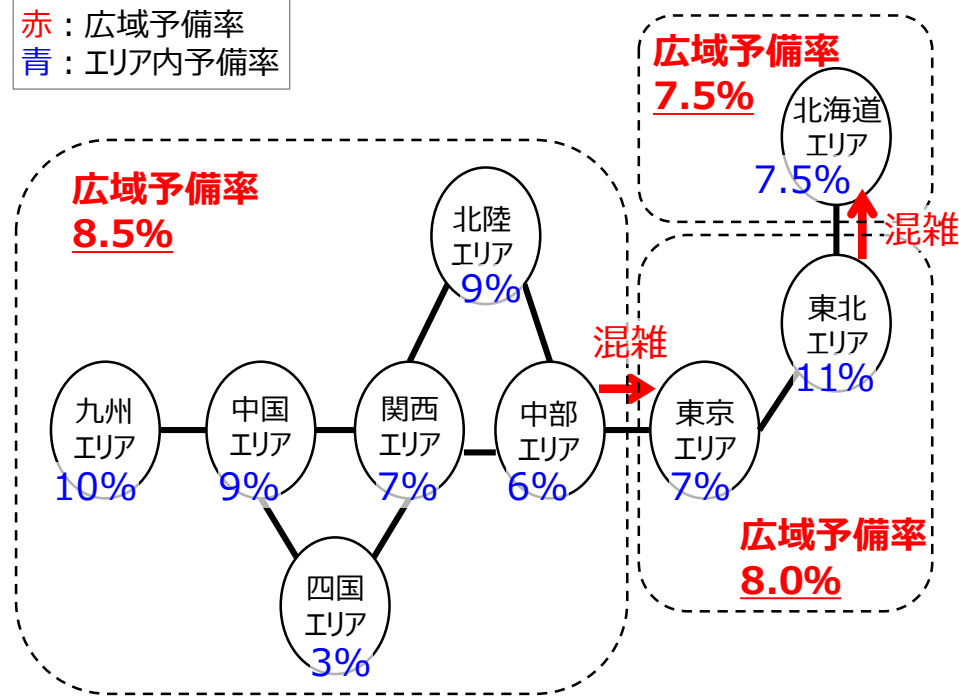 赤：広域予備率
青：エリア内予備率
広域予備率
7.5%
北海道
エリア
7.5%
混雑
広域予備率
8.5%
北陸
エリア
9%
東北
エリア
11%
混雑
九州
エリア
10%
中国
エリア
9%
関西
エリア
7%
中部
エリア
6%
東京
エリア
7%
広域予備率
8.0%
四国
エリア
3%